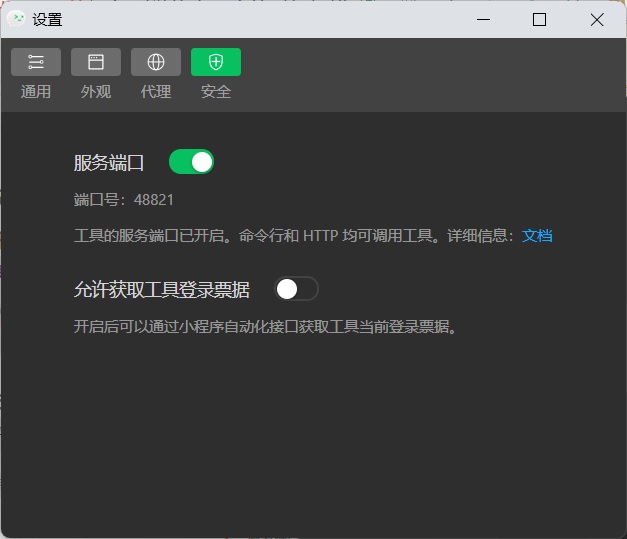 设置
通用 外观 代理 安全
服务端口
端口号：48821
工具的服务端口已开启。命令行和 HTTP 均可调用工具。详细信息：文档
允许获取工具登录票据
开启后可以通过小程序自动化接口获取工具当前登录票据。